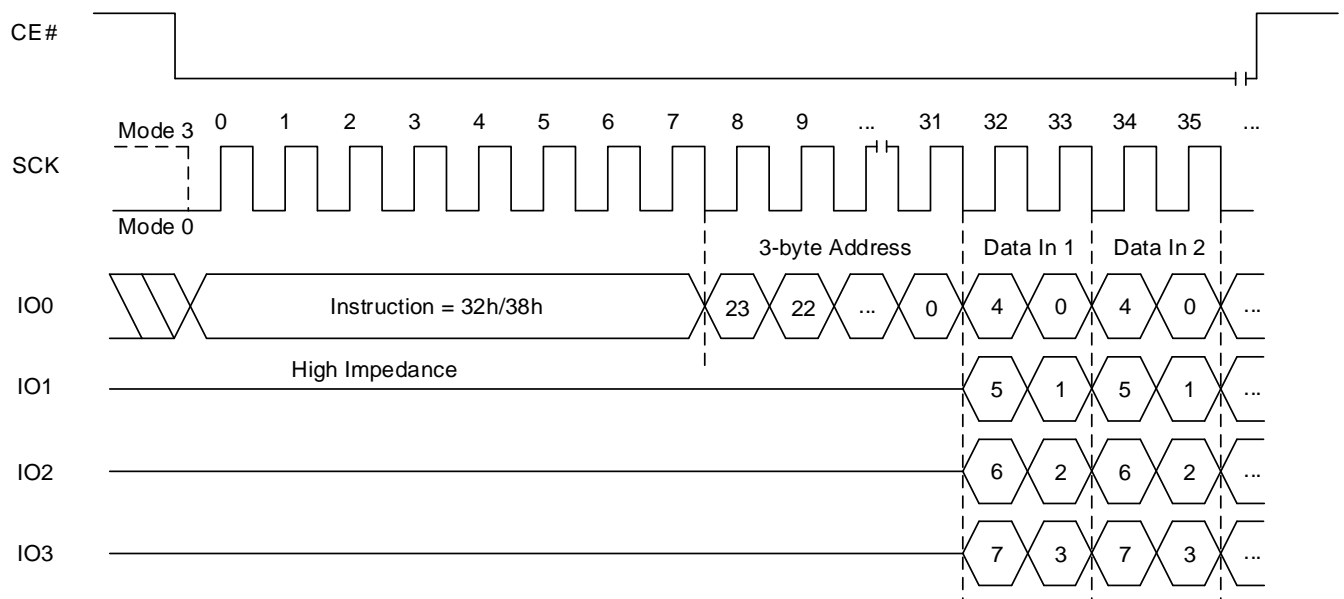 CE#
Mode 3 0 1 2 3 4 5 6 7 8 9 ... 31 32 33 34 35 ...
SCK
Mode 0
3-byte Address Data In 1 Data In 2
IO0 Instruction = 32h/38h 23 22 ... 0 4 0 4 0 ...
High Impedance
IO1 5 1 5 1 ...
IO2 6 2 6 2 ...
IO3 7 3 7 3 ...